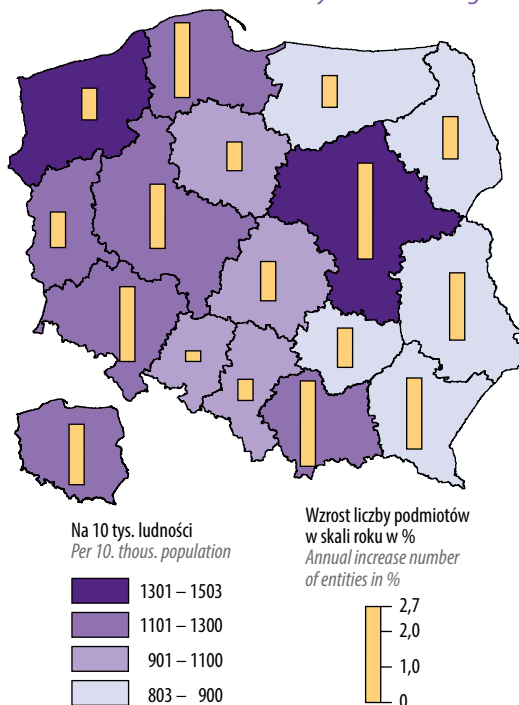 Na 10 tys. ludności
Per 10. thous. population
1301 – 1503
1101 – 1300
901 – 1100
803 – 900
Wzrost liczby podmiotów
w skali roku w %
Annual increase number
of entities in %
2,7
2,0
1,0
0